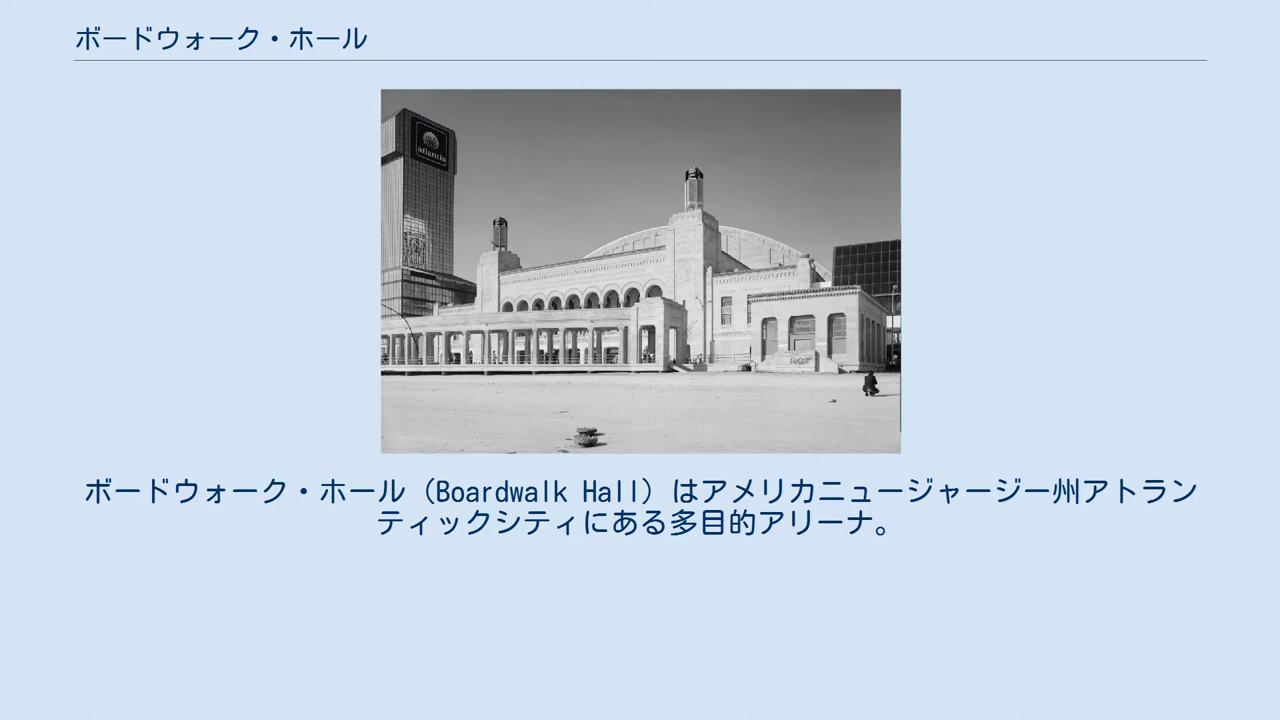 ボードウォーク・ホール
atlantis
ボードウォーク・ホール（Boardwalk Hall）はアメリカニュージャージー州アトラン
ティックシティにある多目的アリーナ。